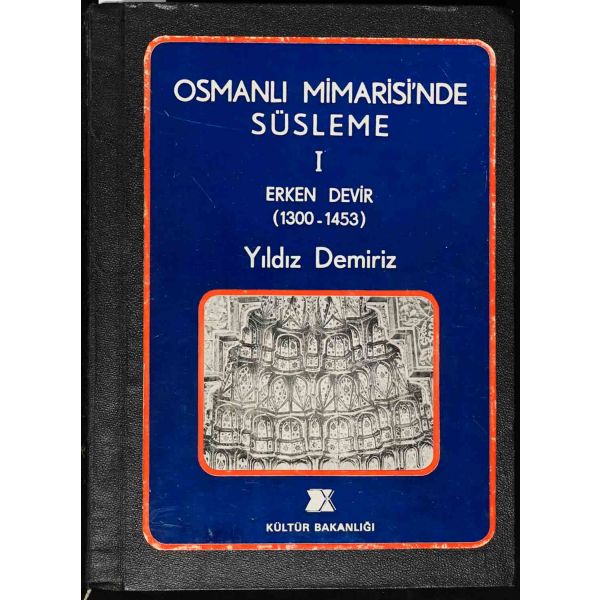 OSMANLI MİMARİSİ'NDE
SÜSLEME
I
ERKEN DEVİR
(1300-1453)
Yıldız Demiriz
KÜLTÜR BAKANLIĞI